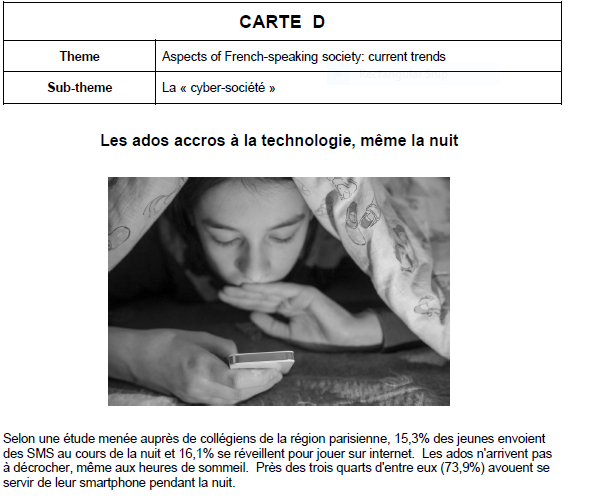 CARTE D
Theme
Aspects of French-speaking society: current trends
Sub-theme
La « cyber-société »
Les ados accros à la technologie, même la nuit
Selon une étude menée auprès de collégiens de la région parisienne, 15,3% des jeunes envoient
des SMS au cours de la nuit et 16,1% se réveillent pour jouer sur internet. Les ados n'arrivent pas
à décrocher, même aux heures de sommeil. Près des trois quarts d'entre eux (73,9%) avouent se
servir de leur smartphone pendant la nuit.